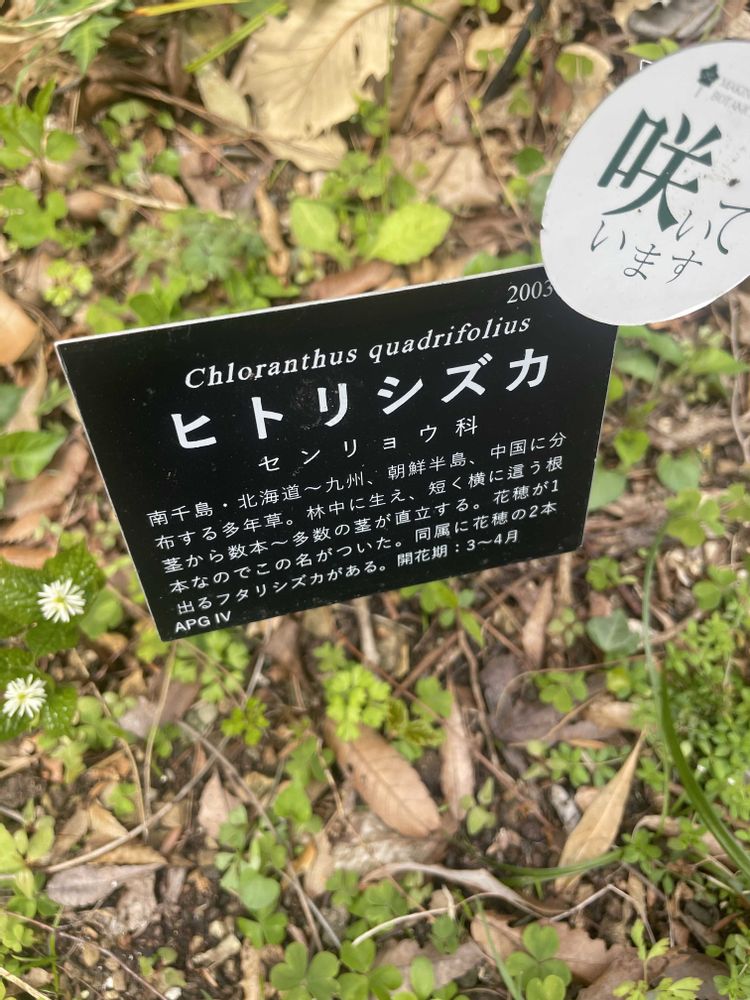 MAKIN
BOTAN
咲いて
います
2003
Chloranthus quadrifolius
ヒトリシズカ
センリョウ科
南千島・北海道～九州、朝鮮半島、中国に分
布する多年草。林中に生え、短く横に這う根
茎から数本～多数の茎が直立する。花穂が1
本なのでこの名がついた。同属に花穂の2本
出るフタリシズカがある。開花期：3～4月
APG IV